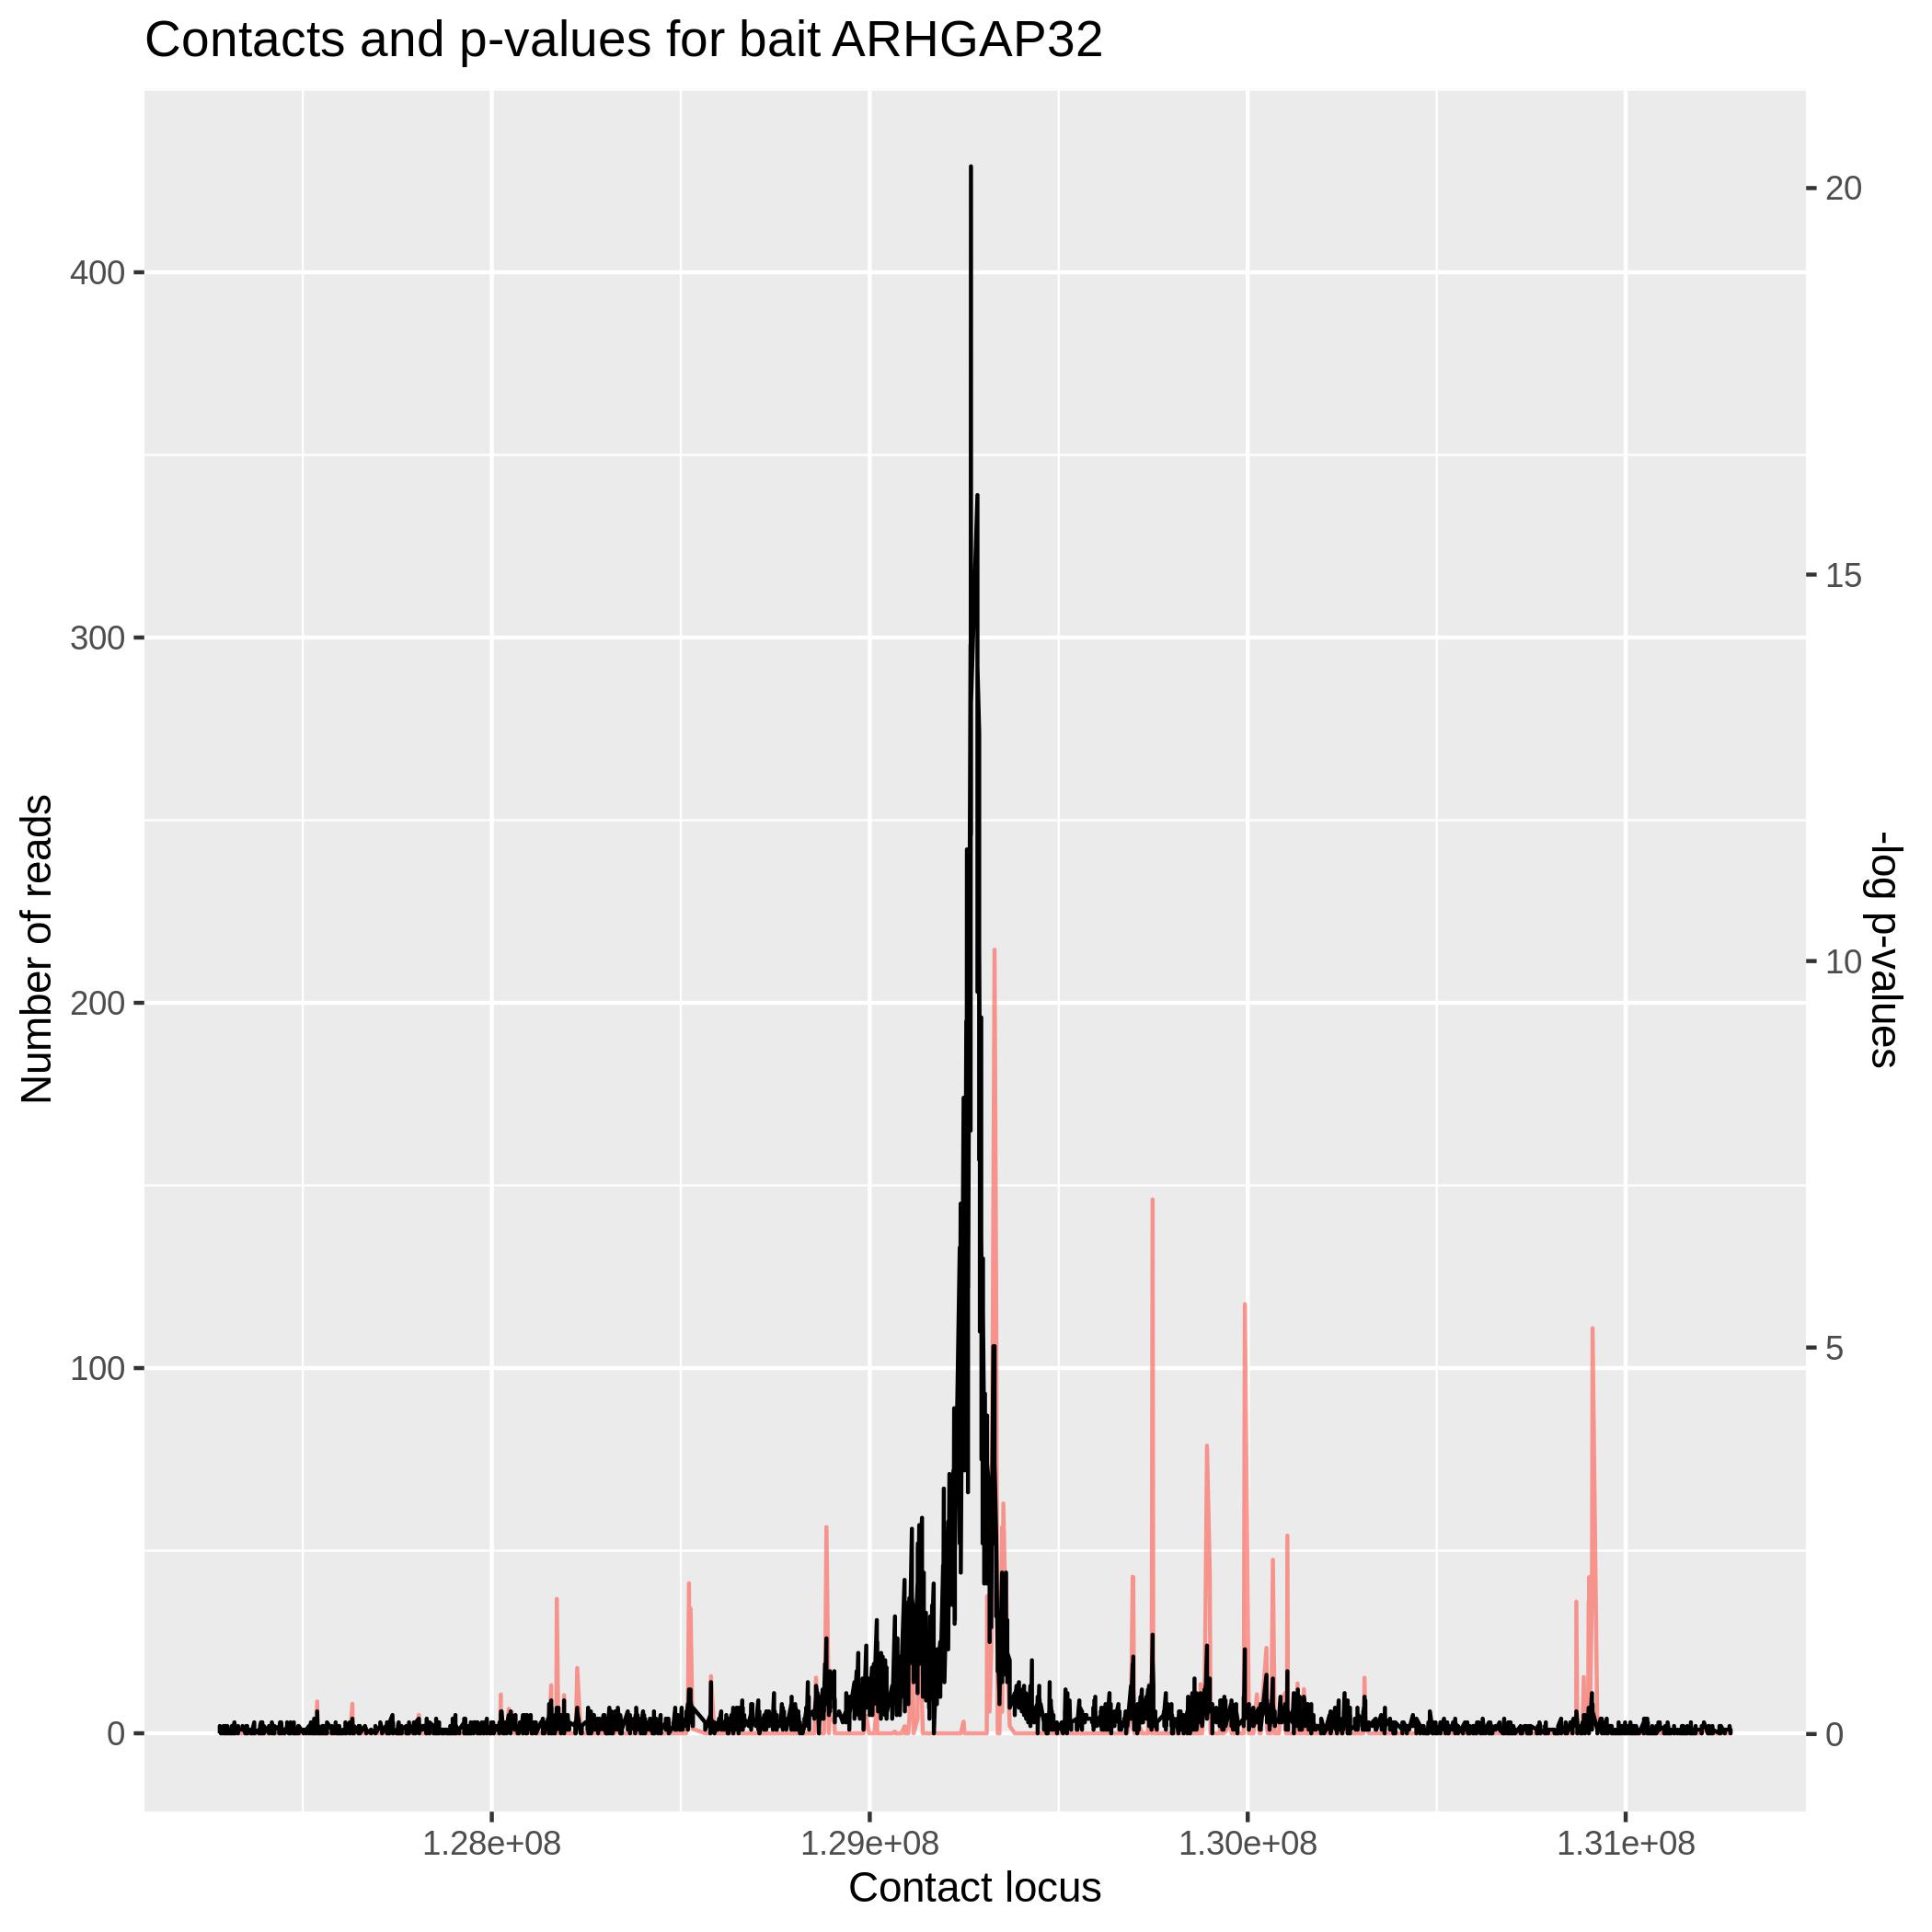 Contacts and p-values for bait ARHGAP32
400
300
200
100
0
Number of reads
20
15
10
5
0
-log p-values
1.28e+08
1.29e+08
1.30e+08
1.31e+08
Contact locus